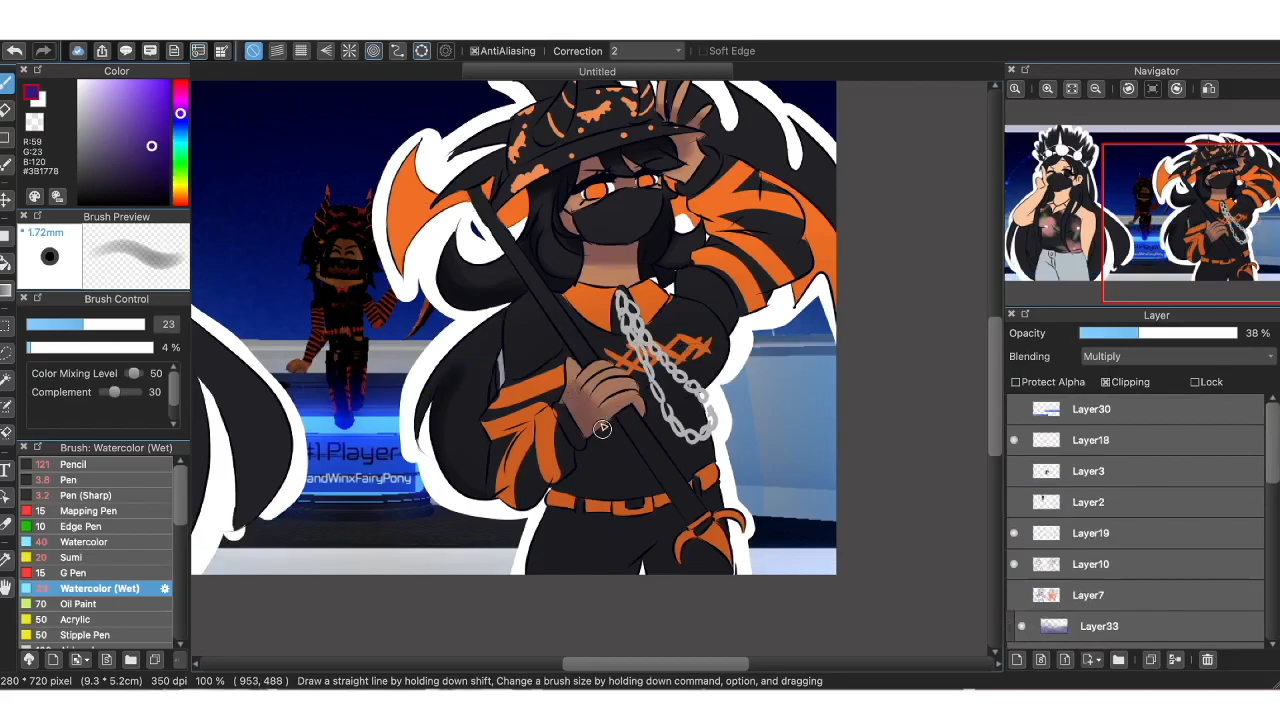 AntiAliasing Correction 2 Soft Edge
Color
Untitled
Navigator
R:59
G:23
B:120
#3B1778
Brush Preview
1.72mm
Brush Control
23
4 %
Color Mixing Level 50
Complement 30
Brush: Watercolor (Wet)
121 Pencil
3.8 Pen
3.2 Pen (Sharp)
15 Mapping Pen
10 Edge Pen
40 Watercolor
20 Sumi
15 G Pen
23 Watercolor (Wet)
70 Oil Paint
50 Acrylic
50 Stipple Pen
#1 Player
andWinxFairyPony
Layer
Opacity 38 %
Blending Multiply
Protect Alpha Clipping Lock
Layer30
Layer18
Layer3
Layer2
Layer19
Layer10
Layer7
Layer33
280 * 720 pixel (9.3 * 5.2cm) 350 dpi 100 % ( 953, 488 ) Draw a straight line by holding down shift, Change a brush size by holding down command, option, and dragging